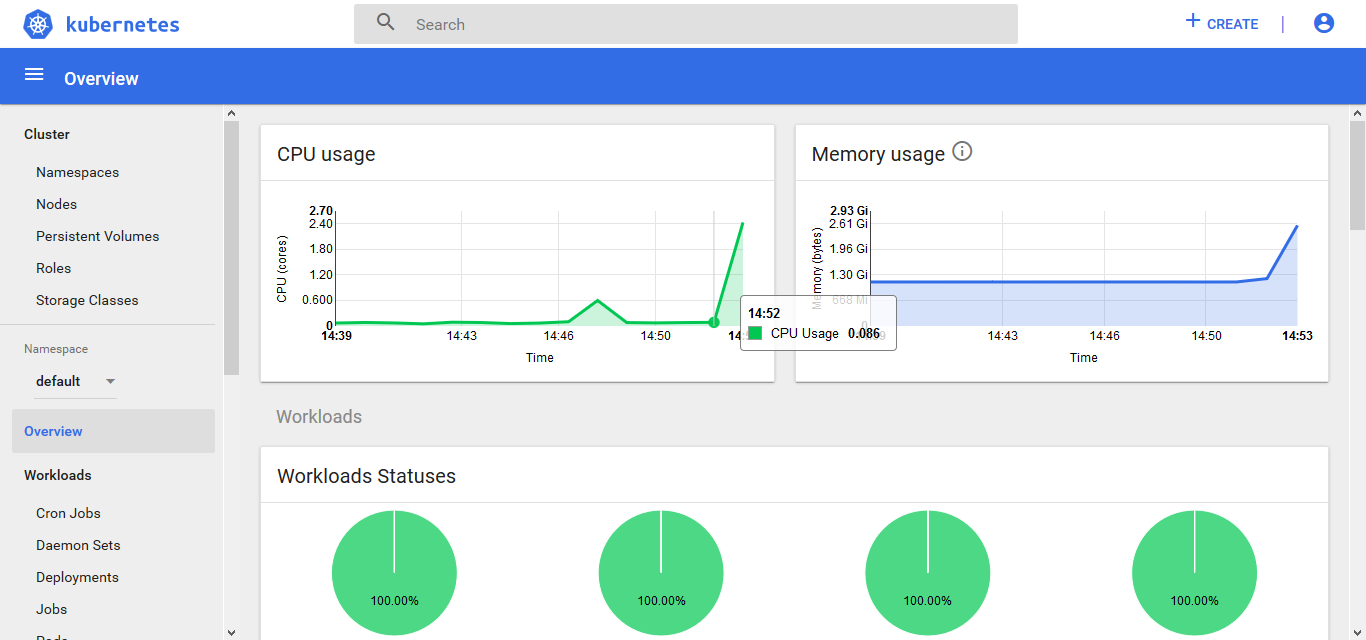 kubernetes
Search
CREATE
Overview
Cluster
Namespaces
Nodes
Persistent Volumes
Roles
Storage Classes
Namespace
default
Overview
Workloads
Cron Jobs
Daemon Sets
Deployments
Jobs
CPU usage
CPU (cores)
2.70
2.40
1.80
1.20
0.600
0
14:39
14:43
14:46
14:50
Time
14:52
CPU Usage 0.086
Memory usage
Memory (bytes)
2.93 Gi
2.61 Gi
1.96 Gi
1.30 Gi
668 Mi
0
14:43
14:46
14:50
14:53
Time
Workloads
Workloads Statuses
100.00%
100.00%
100.00%
100.00%